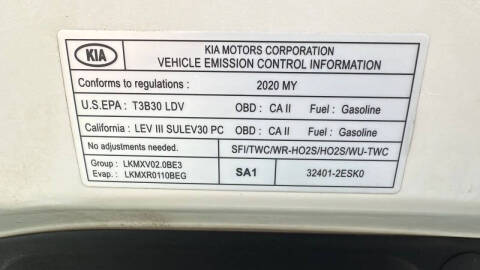 KIA KIA MOTORS CORPORATION
VEHICLE EMISSION CONTROL INFORMATION
Conforms to regulations : 2020 MY
U.S.EPA : T3B30 LDV OBD : CA II Fuel : Gasoline
California : LEV III SULEV30 PC OBD : CA II Fuel : Gasoline
No adjustments needed. SFI/TWC/WR-HO2S/HO2S/WU-TWC
Group : LKMXV02.0BE3
Evap. : LKMXR0110BEG SA1 32401-2ESK0